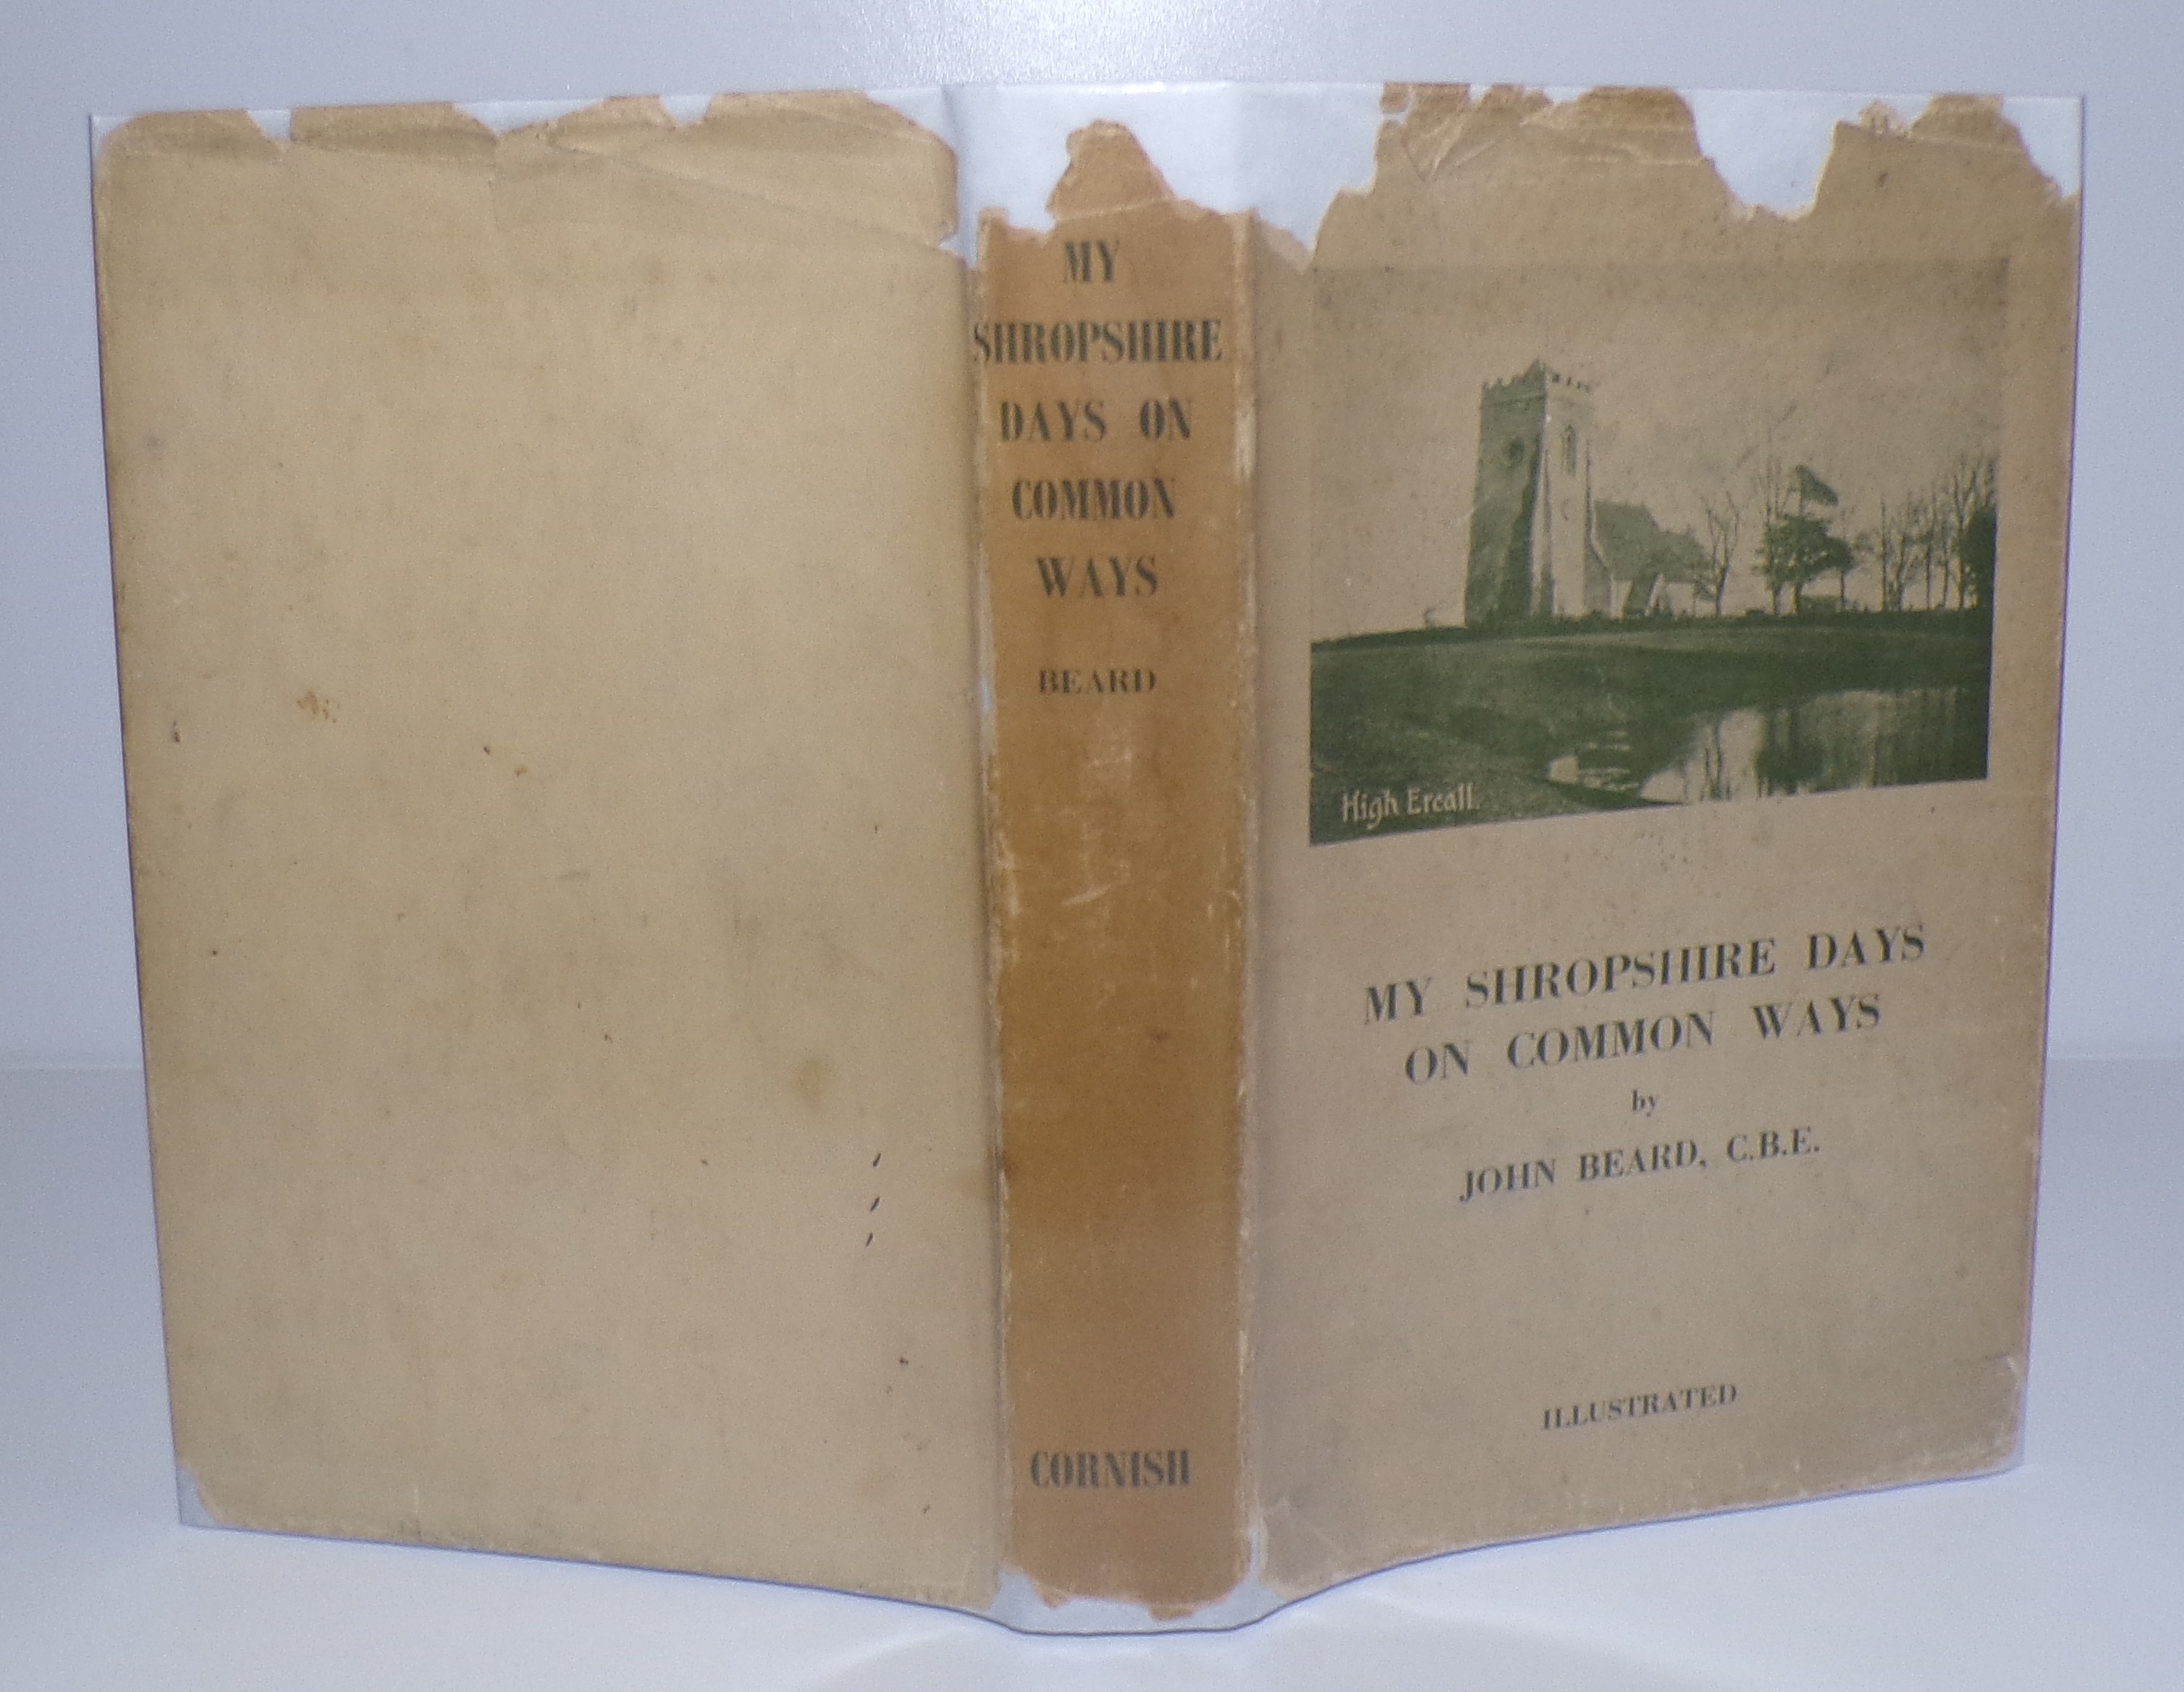 MY
SHROPSHIRE
DAYS ON
COMMON
WAYS
BEARD
CORNISH
High Ercall.
MY SHROPSHIRE DAYS
ON COMMON WAYS
by
JOHN BEARD, C.B.E.
ILLUSTRATED